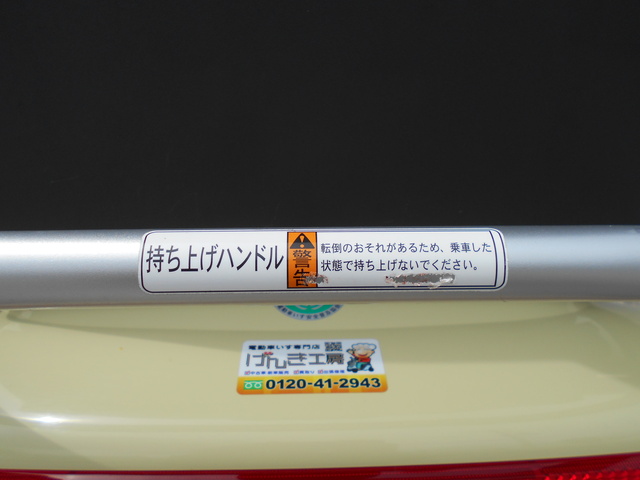 持ち上げハンドル
警告
転倒のおそれがあるため、乗車した
状態で持ち上げないでください。
電動車いす専門店
げんき工房
0120-41-2943